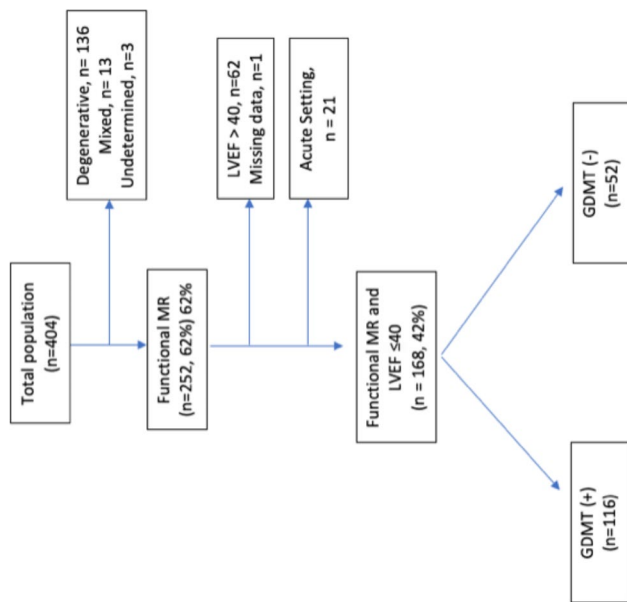 Total population
(n=404)
Degenerative, n= 136
Mixed, n= 13
Undetermined, n=3
Functional MR
(n=252, 62%) 62%
LVEF > 40, n=62
Missing data, n=1
Acute Setting,
n = 21
Functional MR and
LVEF ≤40
(n = 168, 42%)
GDMT (+)
(n=116)
GDMT (-)
(n=52)